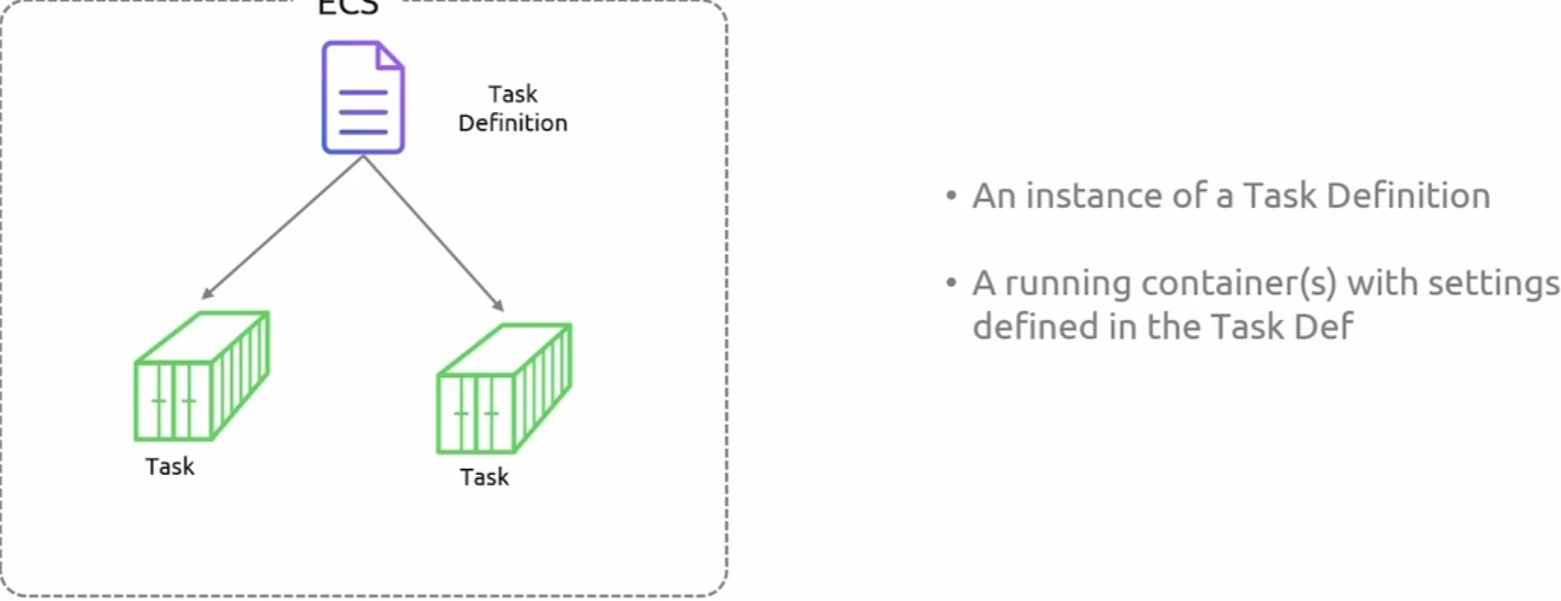 ECS
Task
Definition
Task
Task
• An instance of a Task Definition
• A running container(s) with settings
defined in the Task Def